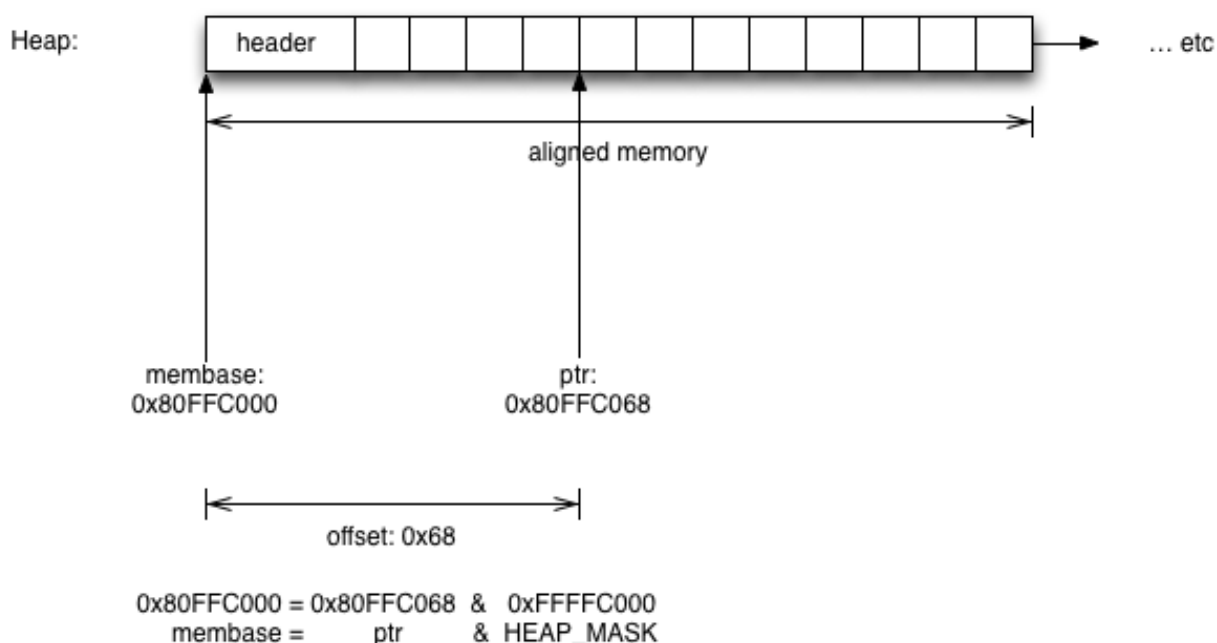 Heap:
header
... etc
aligned memory
membase:
0x80FFC000
ptr:
0x80FFC068
offset: 0x68
0x80FFC000 = 0x80FFC068 & 0xFFFFC000
membase = ptr & HEAP_MASK